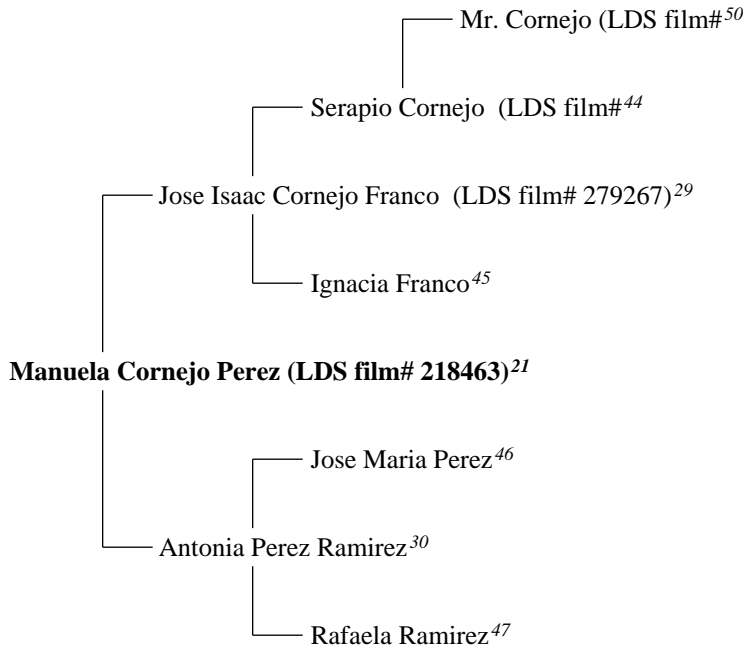 Mr. Cornejo (LDS film#50
Serapio Cornejo  (LDS film#44
Jose Isaac Cornejo Franco  (LDS film# 279267)29
Ignacia Franco45
Manuela Cornejo Perez (LDS film# 218463)21
Jose Maria Perez46
Antonia Perez Ramirez30
Rafaela Ramirez47